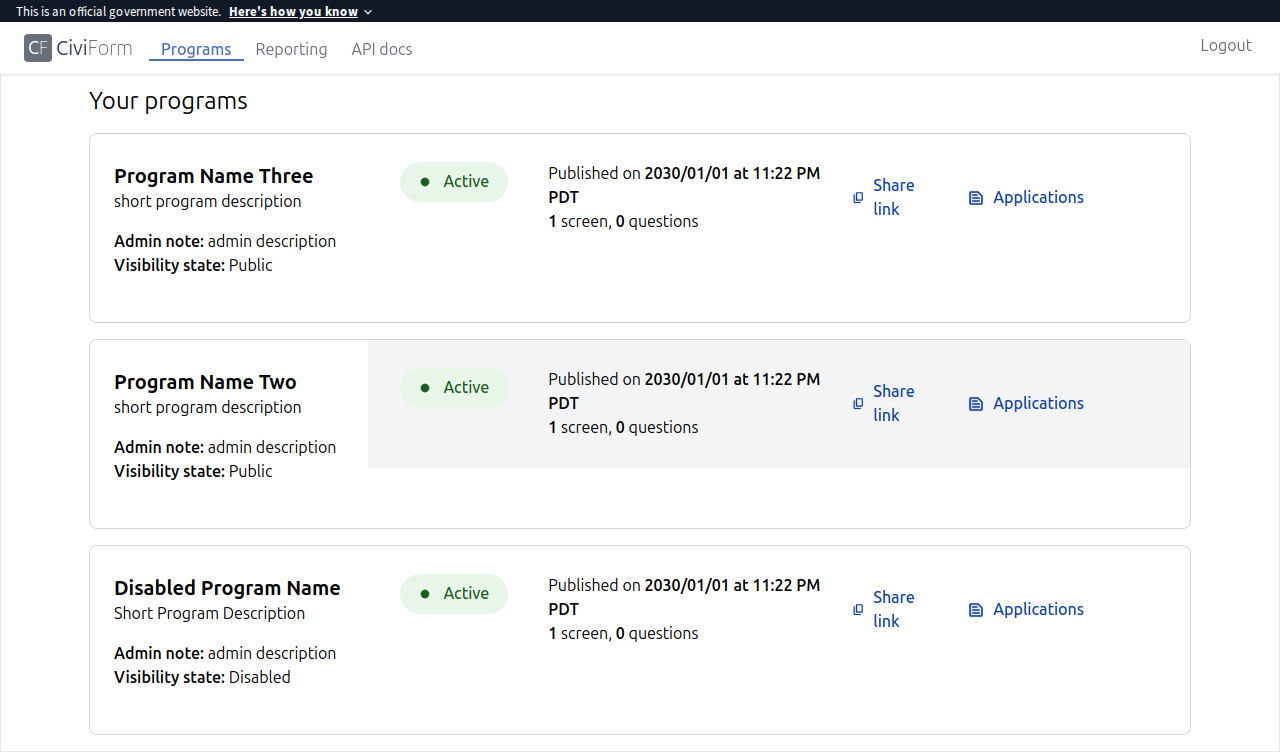 This is an official government website. Here's how you know
CF CiviForm Programs Reporting API docs Logout
Your programs
Program Name Three
short program description
Admin note: admin description
Visibility state: Public
Active
Published on 2030/01/01 at 11:22 PM
PDT
1 screen, 0 questions
Share
link
Applications
Program Name Two
short program description
Admin note: admin description
Visibility state: Public
Active
Published on 2030/01/01 at 11:22 PM
PDT
1 screen, 0 questions
Share
link
Applications
Disabled Program Name
Short Program Description
Admin note: admin description
Visibility state: Disabled
Active
Published on 2030/01/01 at 11:22 PM
PDT
1 screen, 0 questions
Share
link
Applications